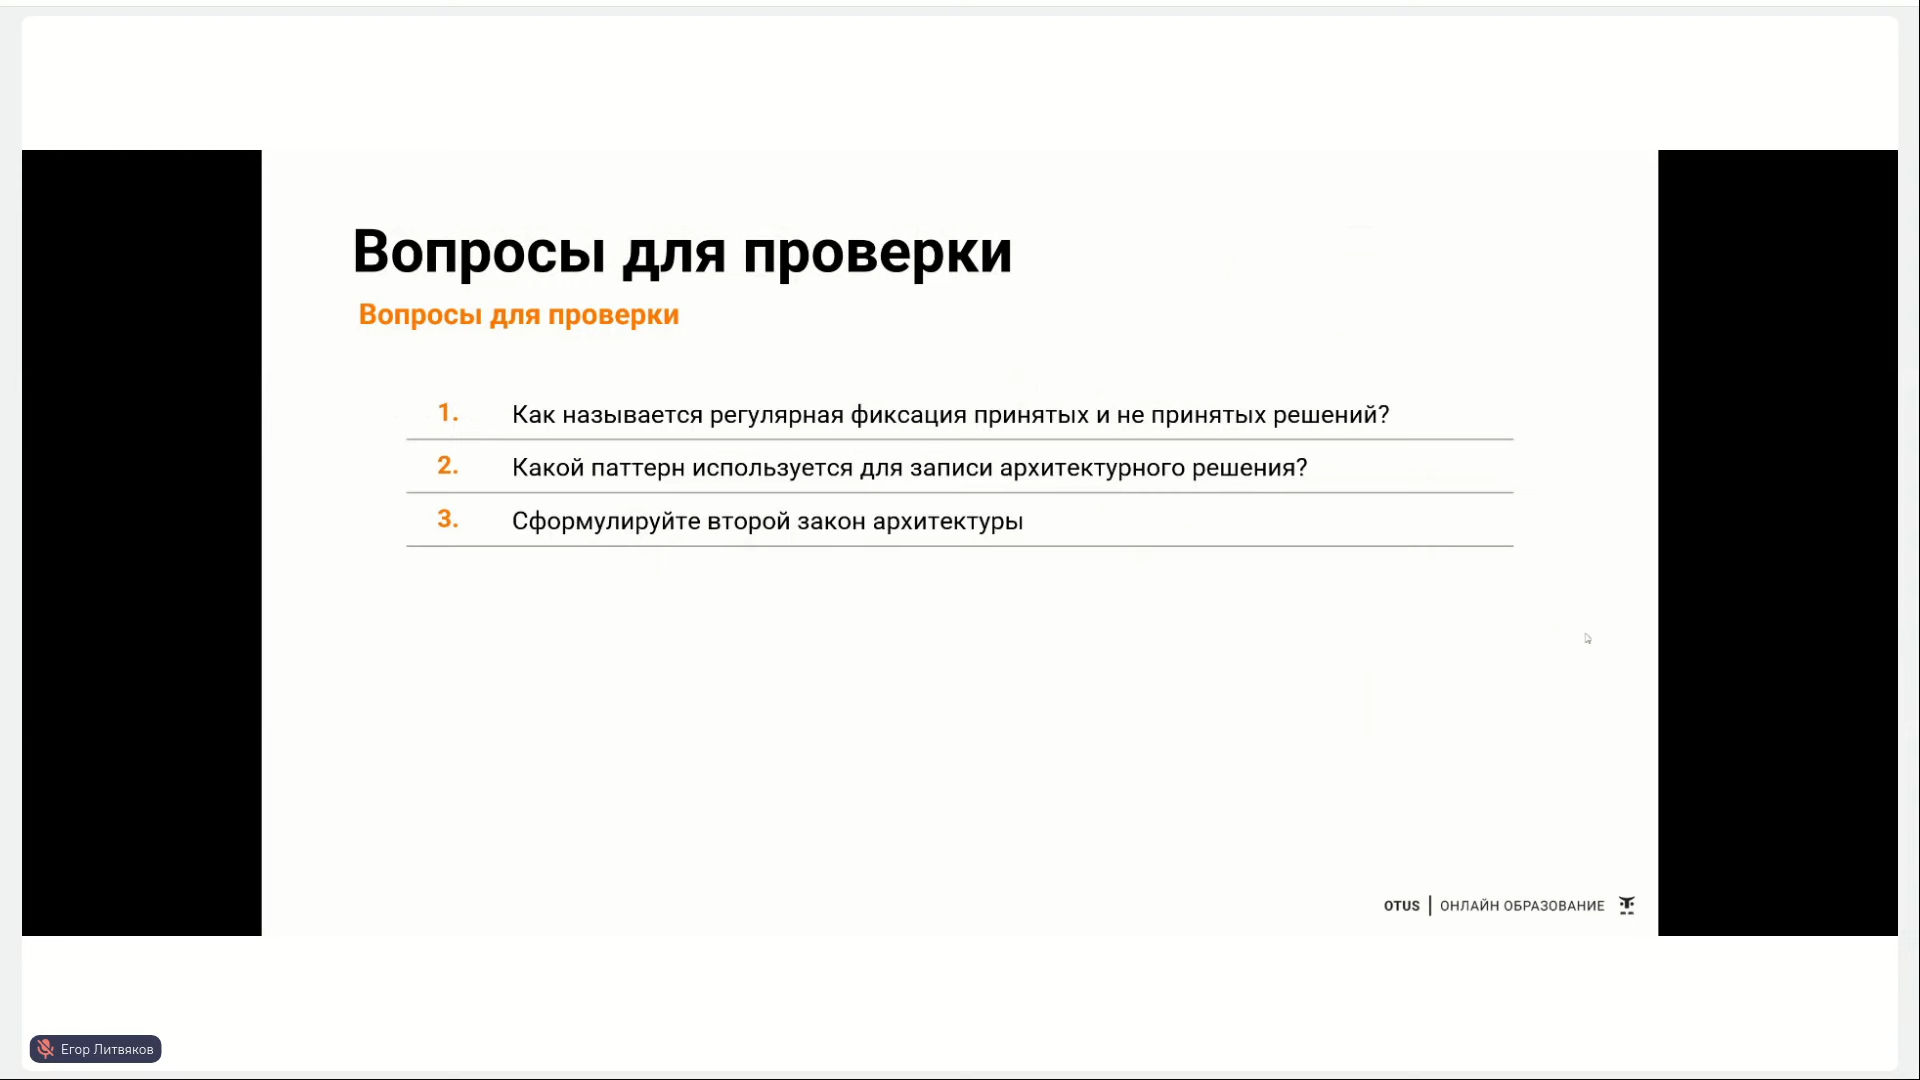 Вопросы для проверки
Вопросы для проверки
1. Как называется регулярная фиксация принятых и не принятых решений?
2. Какой паттерн используется для записи архитектурного решения?
3. Сформулируйте второй закон архитектуры
OTUS | ОНЛАЙН ОБРАЗОВАНИЕ
Егор Литвяков